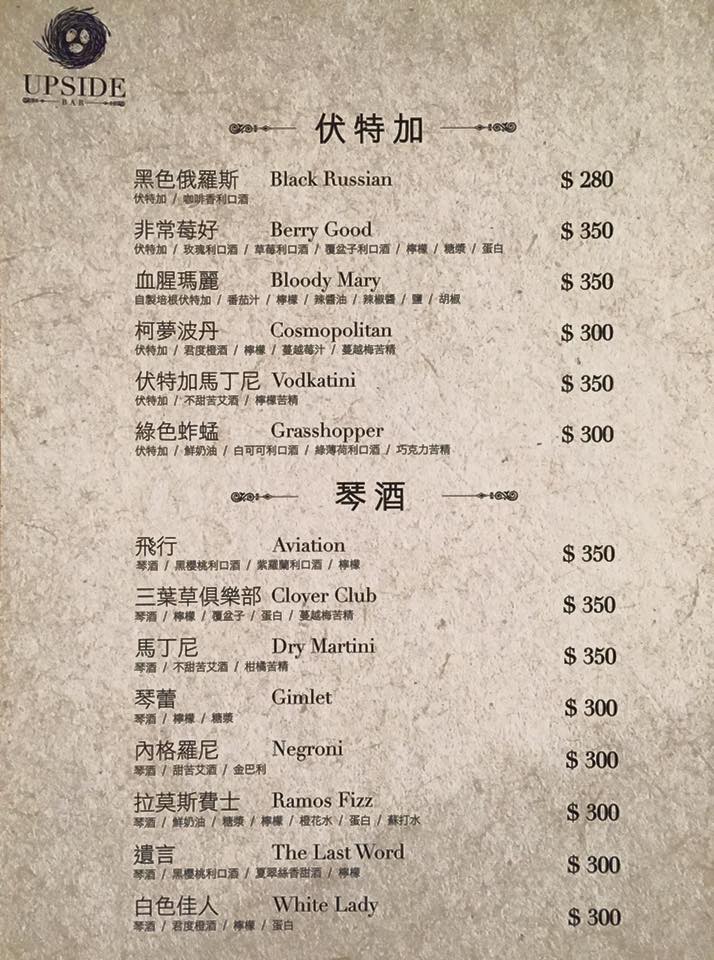 UPSIDE
BAR
伏特加
黑色俄羅斯 Black Russian $ 280
伏特加 / 咖啡香利口酒
非常莓好 Berry Good $ 350
伏特加 / 玫瑰利口酒 / 草莓利口酒 / 覆盆子利口酒 / 檸檬 / 糖漿 / 蛋白
血腥瑪麗 Bloody Mary $ 350
自製培根伏特加 / 番茄汁 / 檸檬 / 辣醬油 / 辣椒醬 / 鹽 / 胡椒
柯夢波丹 Cosmopolitan $ 300
伏特加 / 君度橙酒 / 檸檬 / 蔓越莓汁 / 蔓越梅苦精
伏特加馬丁尼 Vodkatini $ 350
伏特加 / 不甜苦艾酒 / 檸檬苦精
綠色蚱蜢 Grasshopper $ 300
伏特加 / 鮮奶油 / 白可可利口酒 / 綠薄荷利口酒 / 巧克力苦精
琴酒
飛行 Aviation $ 350
琴酒 / 黑櫻桃利口酒 / 紫羅蘭利口酒 / 檸檬
三葉草俱樂部 Cloyer Club $ 350
琴酒 / 檸檬 / 覆盆子 / 蛋白 / 蔓越梅苦精
馬丁尼 Dry Martini $ 350
琴酒 / 不甜苦艾酒 / 柑橘苦精
琴蕾 Gimlet $ 300
琴酒 / 檸檬 / 糖漿
內格羅尼 Negroni $ 300
琴酒 / 甜苦艾酒 / 金巴利
拉莫斯費士 Ramos Fizz $ 300
琴酒 / 鮮奶油 / 糖漿 / 檸檬 / 橙花水 / 蛋白 / 蘇打水
遺言 The Last Word $ 300
琴酒 / 黑櫻桃利口酒 / 夏翠絲香甜酒 / 檸檬
白色佳人 White Lady $ 300
琴酒 / 君度橙酒 / 檸檬 / 蛋白